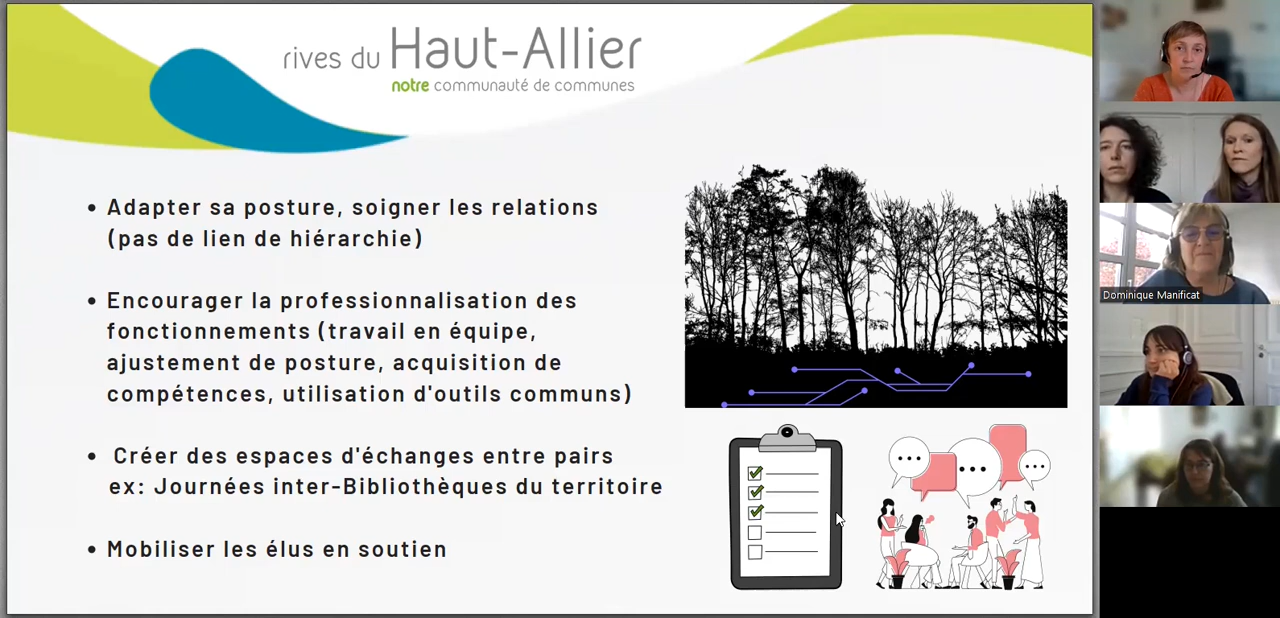 rives du Haut-Allier
notre communauté de communes
• Adapter sa posture, soigner les relations
(pas de lien de hiérarchie)
• Encourager la professionnalisation des
fonctionnements (travail en équipe,
ajustement de posture, acquisition de
compétences, utilisation d'outils communs)
• Créer des espaces d'échanges entre pairs
ex: Journées inter-Bibliothèques du territoire
• Mobiliser les élus en soutien
Dominique Manificat